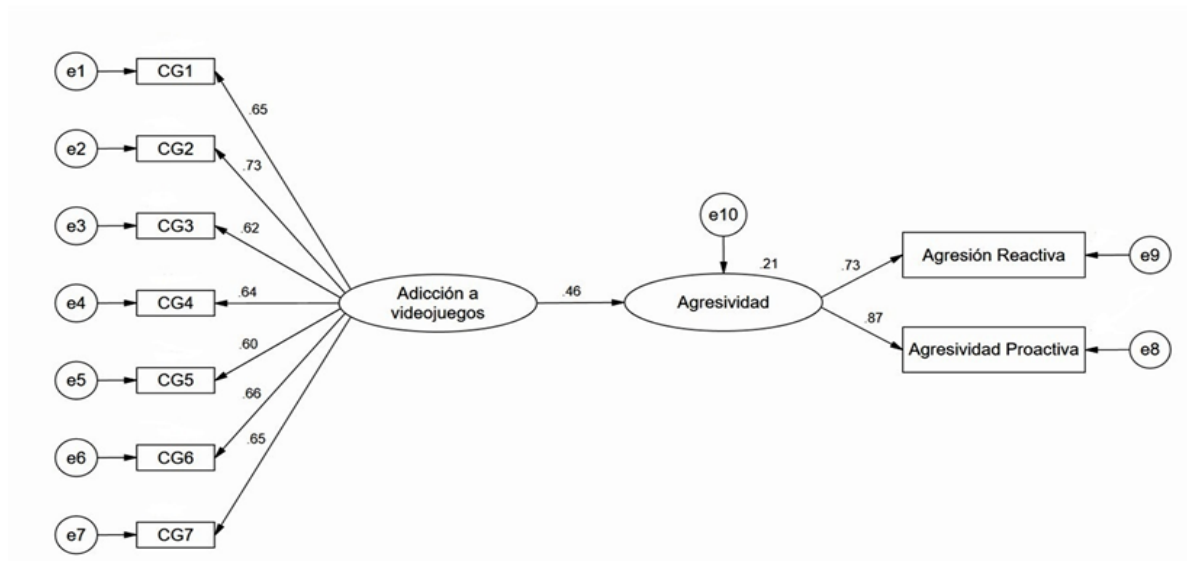 e1 CG1
.65
e2 CG2
.73
e3 CG3
.62
e4 CG4
.64
e5 CG5
.60
e6 CG6
.66
e7 CG7
.65
Adicción a
videojuegos
.46
e10
.21
Agresividad
.73
Agresión Reactiva
e9
.87
Agresividad Proactiva
e8